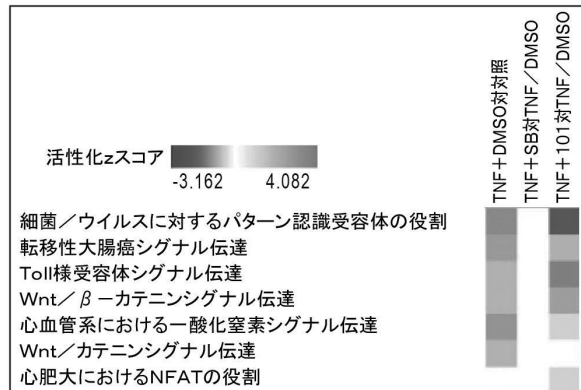 TNF+DMSO対対照
TNF+SB対TNF/DMSO
TNF+101対TNF/DMSO
活性化zスコア
-3.162 4.082
細菌/ウイルスに対するパターン認識受容体の役割
転移性大腸癌シグナル伝達
Toll様受容体シグナル伝達
Wnt/β-カテニンシグナル伝達
心血管系における一酸化窒素シグナル伝達
Wnt/カテニンシグナル伝達
心肥大におけるNFATの役割